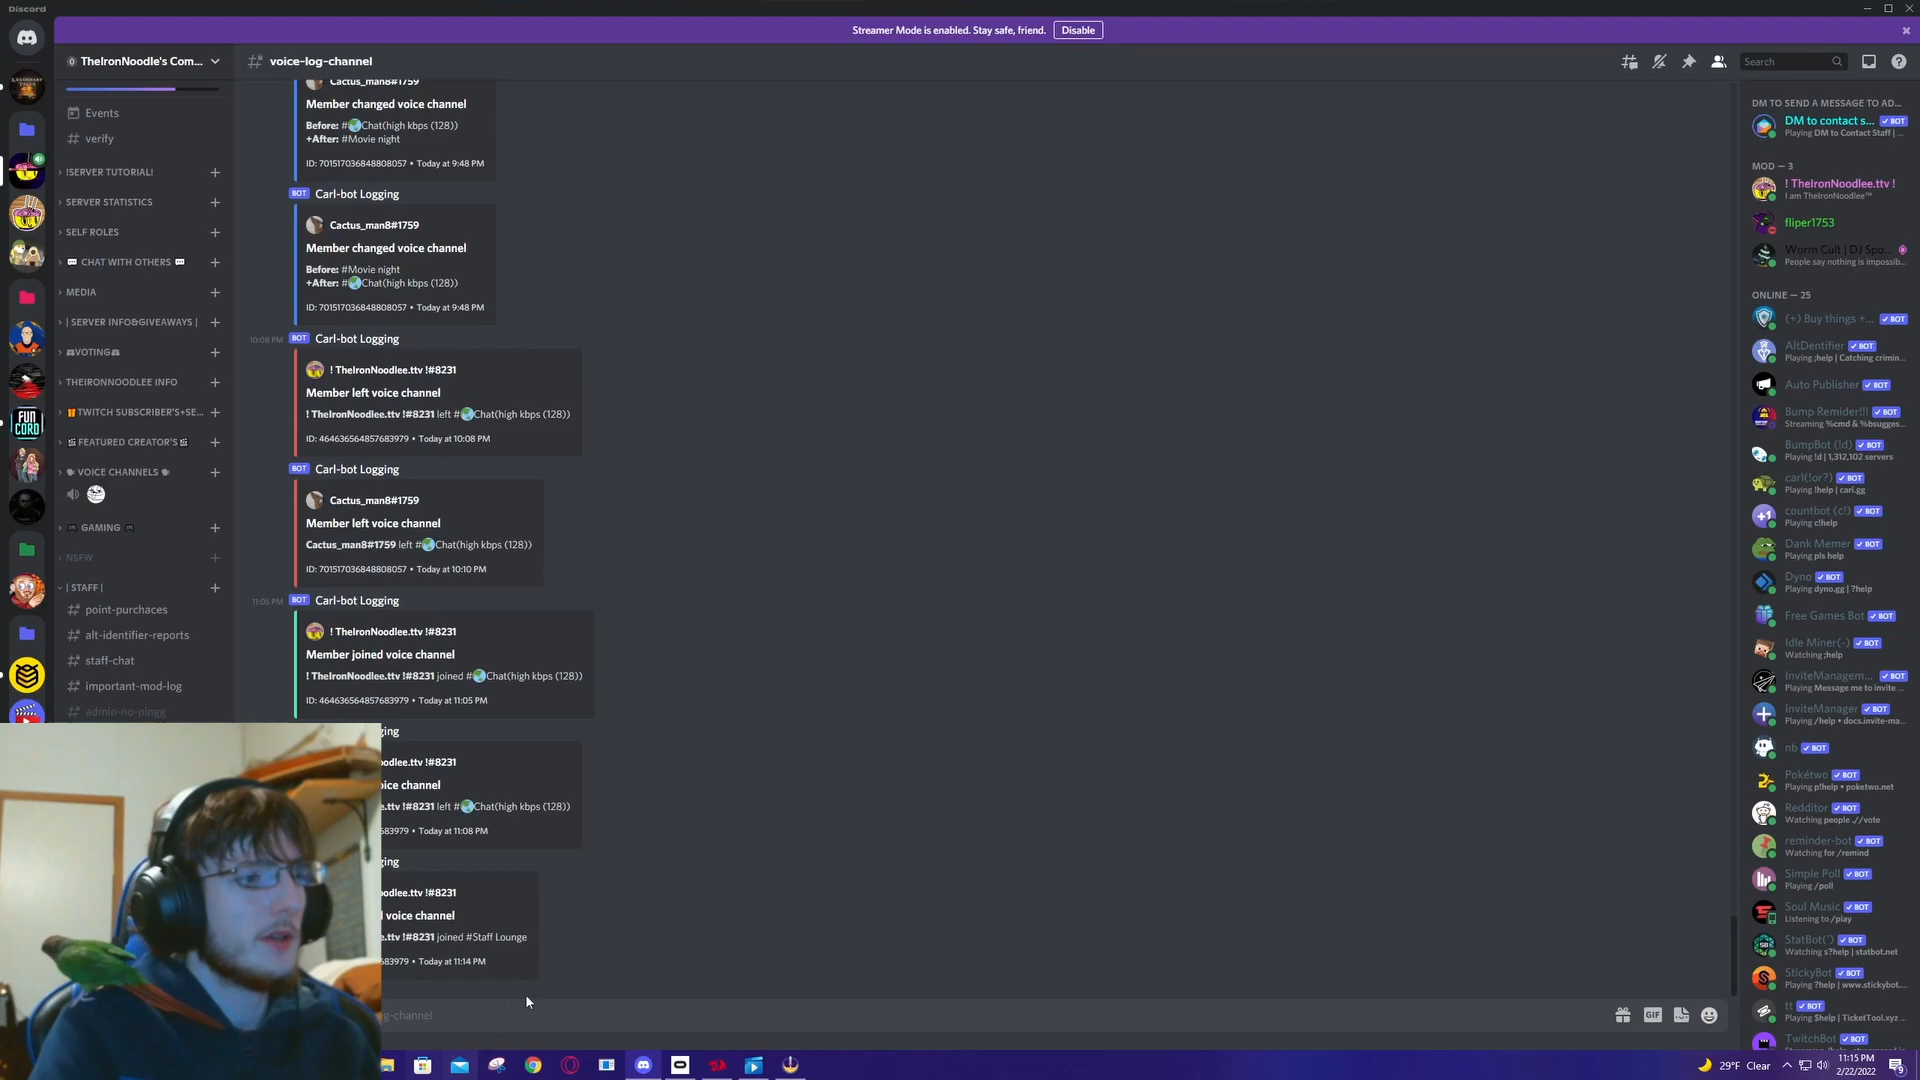 Discord
Streamer Mode is enabled. Stay safe, friend.
Disable
TheIronNoodle's Com...
voice-log-channel
Search
Events
verify
!SERVER TUTORIAL!
SERVER STATISTICS
SELF ROLES
CHAT WITH OTHERS
MEDIA
| SERVER INFO&GIVEAWAYS |
VOTING
THEIRONNOODLEE INFO
TWITCH SUBSCRIBER'S+SE...
FEATURED CREATOR'S
VOICE CHANNELS
GAMING
NSFW
| STAFF |
point-purchaces
alt-identifier-reports
staff-chat
important-mod-log
admin-no-pingg
FUN
CORD
Cactus_man8#1759
Member changed voice channel
Before: #Chat(high kbps (128))
+After: #Movie night
ID: 701517036848808057 • Today at 9:48 PM
BOT Carl-bot Logging
Cactus_man8#1759
Member changed voice channel
Before: #Movie night
+After: #Chat(high kbps (128))
ID: 701517036848808057 • Today at 9:48 PM
10:08 PM BOT Carl-bot Logging
! TheIronNoodlee.ttv !#8231
Member left voice channel
! TheIronNoodlee.ttv !#8231 left #Chat(high kbps (128))
ID: 464636564857683979 • Today at 10:08 PM
BOT Carl-bot Logging
Cactus_man8#1759
Member left voice channel
Cactus_man8#1759 left #Chat(high kbps (128))
ID: 701517036848808057 • Today at 10:10 PM
11:05 PM BOT Carl-bot Logging
! TheIronNoodlee.ttv !#8231
Member joined voice channel
! TheIronNoodlee.ttv !#8231 joined #Chat(high kbps (128))
ID: 464636564857683979 • Today at 11:05 PM
ging
oodlee.ttv !#8231
oice channel
e.ttv !#8231 left #Chat(high kbps (128))
683979 • Today at 11:08 PM
ging
oodlee.ttv !#8231
d voice channel
e.ttv !#8231 joined #Staff Lounge
683979 • Today at 11:14 PM
g-channel
GIF
DM TO SEND A MESSAGE TO AD...
DM to contact s... BOT
Playing DM to Contact Staff | ...
MOD — 3
! TheIronNoodlee.ttv !
I am TheIronNoodlee™
fliper1753
Worm Cult | DJ Spo...
People say nothing is impossib...
ONLINE — 25
(+) Buy things +... BOT
AltDentifier BOT
Playing ;help | Catching crimin...
Auto Publisher BOT
Bump Remider!!! BOT
Streaming %cmd & %bsugges...
BumpBot (!d) BOT
Playing !d | 1,312,102 servers
carl(!or?) BOT
Playing !help | carl.gg
countbot (c!) BOT
Playing c!help
Dank Memer BOT
Playing pls help
Dyno BOT
Playing dyno.gg | ?help
Free Games Bot BOT
Idle Miner(-) BOT
Watching ;help
InviteManagem... BOT
Playing Message me to invite ...
InviteManager BOT
Playing /help • docs.invite-ma...
nb BOT
Pokétwo BOT
Playing p!help • poketwo.net
Redditor BOT
Watching people .//vote
reminder-bot BOT
Watching for /remind
Simple Poll BOT
Playing /poll
Soul Music BOT
Listening to /play
StatBot(') BOT
Watching s?help | statbot.net
StickyBot BOT
Playing ?help | www.stickybot....
tt BOT
Playing $help | TicketTool.xyz ...
TwitchBot BOT
29°F Clear
11:15 PM
2/22/2022